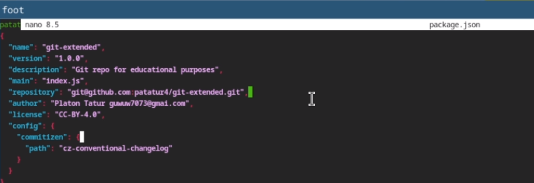 foot
patat nano 8.5 package.json
{
"name": "git-extended",
"version": "1.0.0",
"description": "Git repo for educational purposes",
"main": "index.js",
"repository": "git@github.com:patatur4/git-extended.git",
"author": "Platon Tatur guwuw7073@gmai.com",
"license": "CC-BY-4.0",
"config": {
"commitizen": {
"path": "cz-conventional-changelog"
}
}
}